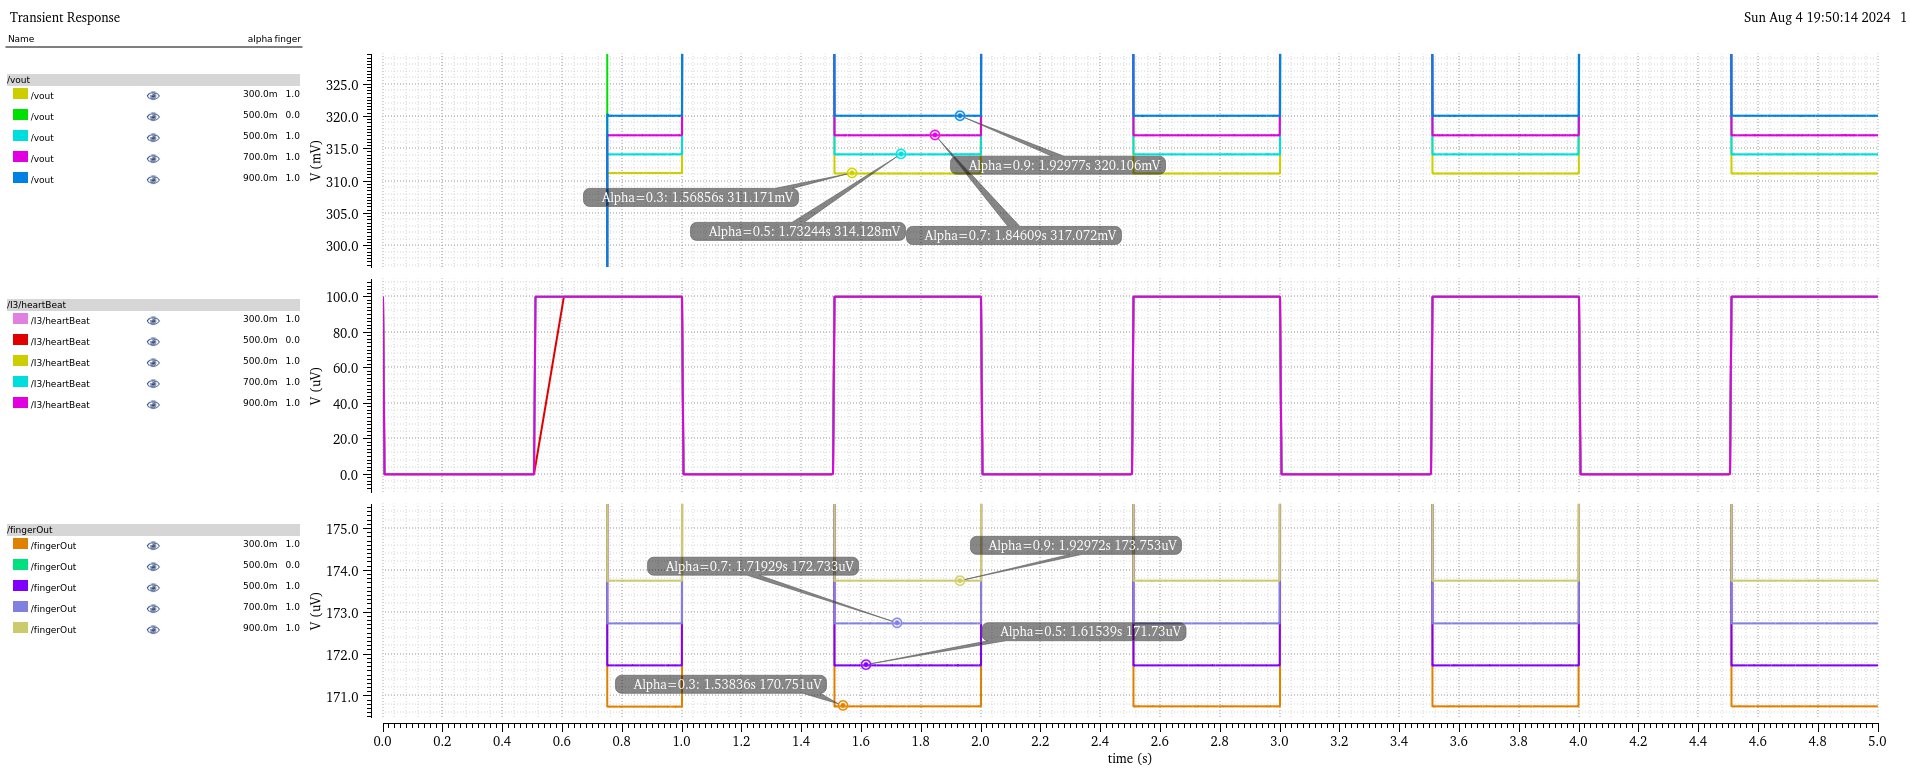 Transient Response
Sun Aug 4 19:50:14 2024 1
Name alpha finger
/vout
/vout 300.0m 1.0
/vout 500.0m 0.0
/vout 500.0m 1.0
/vout 700.0m 1.0
/vout 900.0m 1.0
V (mV)
325.0
320.0
315.0
310.0
305.0
300.0
Alpha=0.9: 1.92977s 320.106mV
Alpha=0.3: 1.56856s 311.171mV
Alpha=0.5: 1.73244s 314.128mV
Alpha=0.7: 1.84609s 317.072mV
/I3/heartBeat
/I3/heartBeat 300.0m 1.0
/I3/heartBeat 500.0m 0.0
/I3/heartBeat 500.0m 1.0
/I3/heartBeat 700.0m 1.0
/I3/heartBeat 900.0m 1.0
V (uV)
100.0
80.0
60.0
40.0
20.0
0.0
/fingerOut
/fingerOut 300.0m 1.0
/fingerOut 500.0m 0.0
/fingerOut 500.0m 1.0
/fingerOut 700.0m 1.0
/fingerOut 900.0m 1.0
V (uV)
175.0
174.0
173.0
172.0
171.0
Alpha=0.9: 1.92972s 173.753uV
Alpha=0.7: 1.71929s 172.733uV
Alpha=0.5: 1.61539s 171.73uV
Alpha=0.3: 1.53836s 170.751uV
0.0 0.2 0.4 0.6 0.8 1.0 1.2 1.4 1.6 1.8 2.0 2.2 2.4 2.6 2.8 3.0 3.2 3.4 3.6 3.8 4.0 4.2 4.4 4.6 4.8 5.0
time (s)